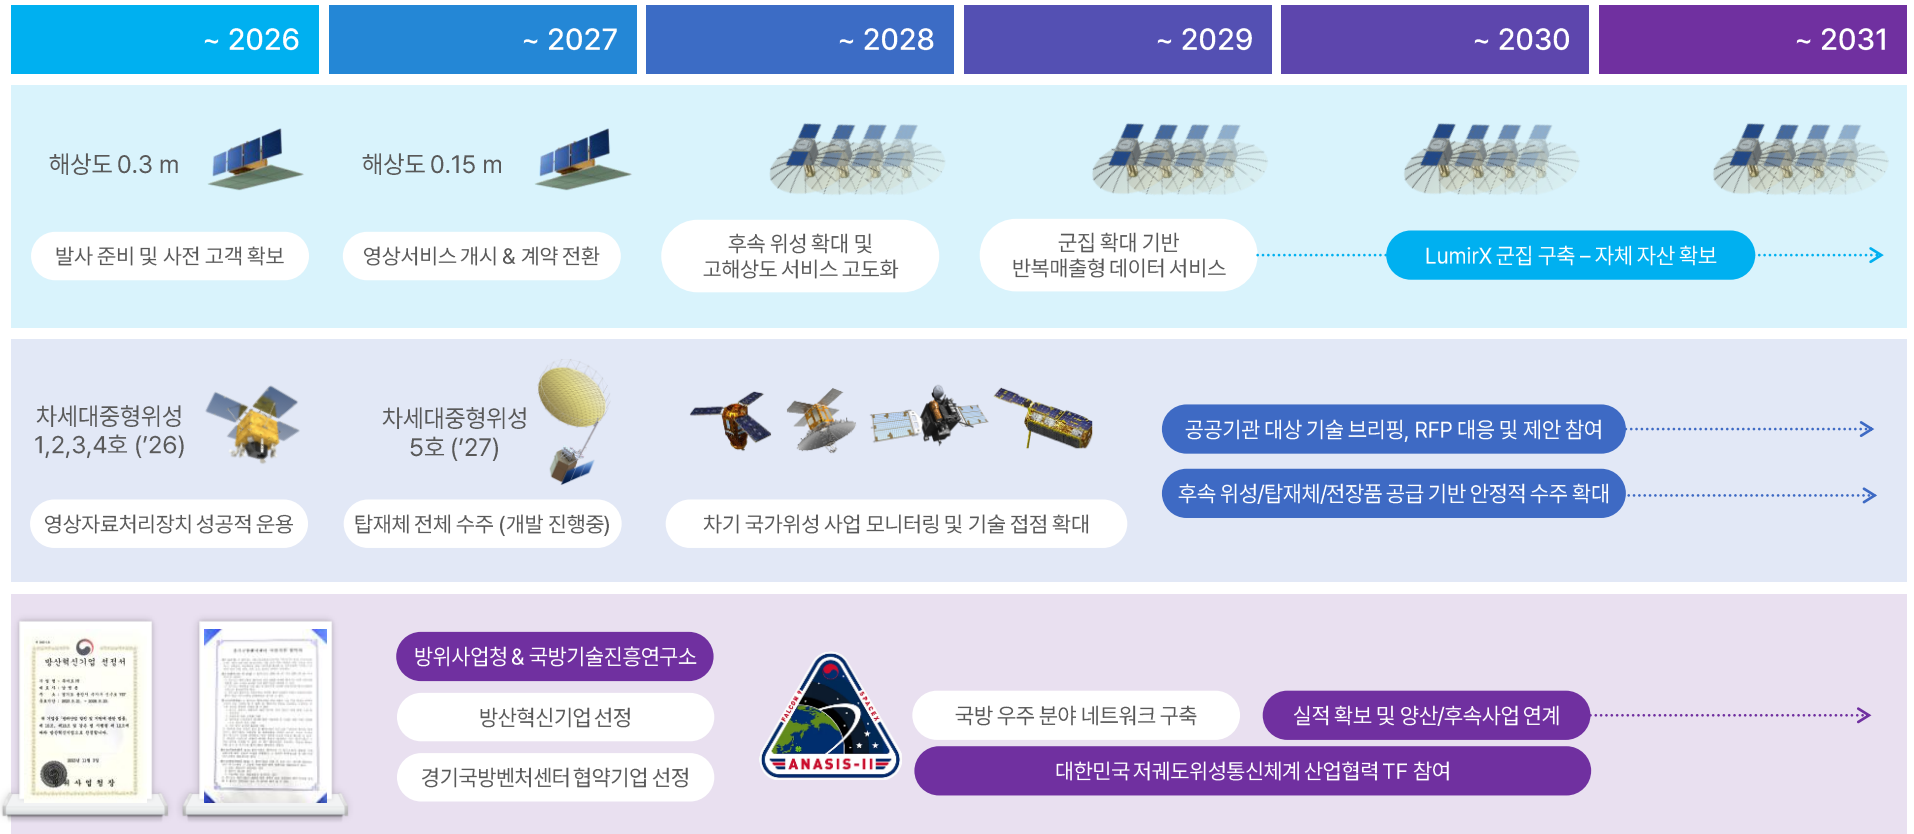 ~ 2026
~ 2027
~ 2028
~ 2029
~ 2030
~ 2031
해상도 0.3 m
해상도 0.15 m
발사 준비 및 사전 고객 확보
영상서비스 개시 & 계약 전환
후속 위성 확대 및
고해상도 서비스 고도화
군집 확대 기반
반복매출형 데이터 서비스
LumirX 군집 구축 – 자체 자산 확보
차세대중형위성
1,2,3,4호 (’26)
차세대중형위성
5호 (’27)
영상자료처리장치 성공적 운용
탑재체 전체 수주 (개발 진행중)
차기 국가위성 사업 모니터링 및 기술 접점 확대
공공기관 대상 기술 브리핑, RFP 대응 및 제안 참여
후속 위성/탑재체/전장품 공급 기반 안정적 수주 확대
방산혁신기업 선정서
방위사업청 & 국방기술진흥연구소
방산혁신기업 선정
경기국방벤처센터 협약기업 선정
FALCON 9
SPACEX
ANASIS-II
국방 우주 분야 네트워크 구축
실적 확보 및 양산/후속사업 연계
대한민국 저궤도위성통신체계 산업협력 TF 참여